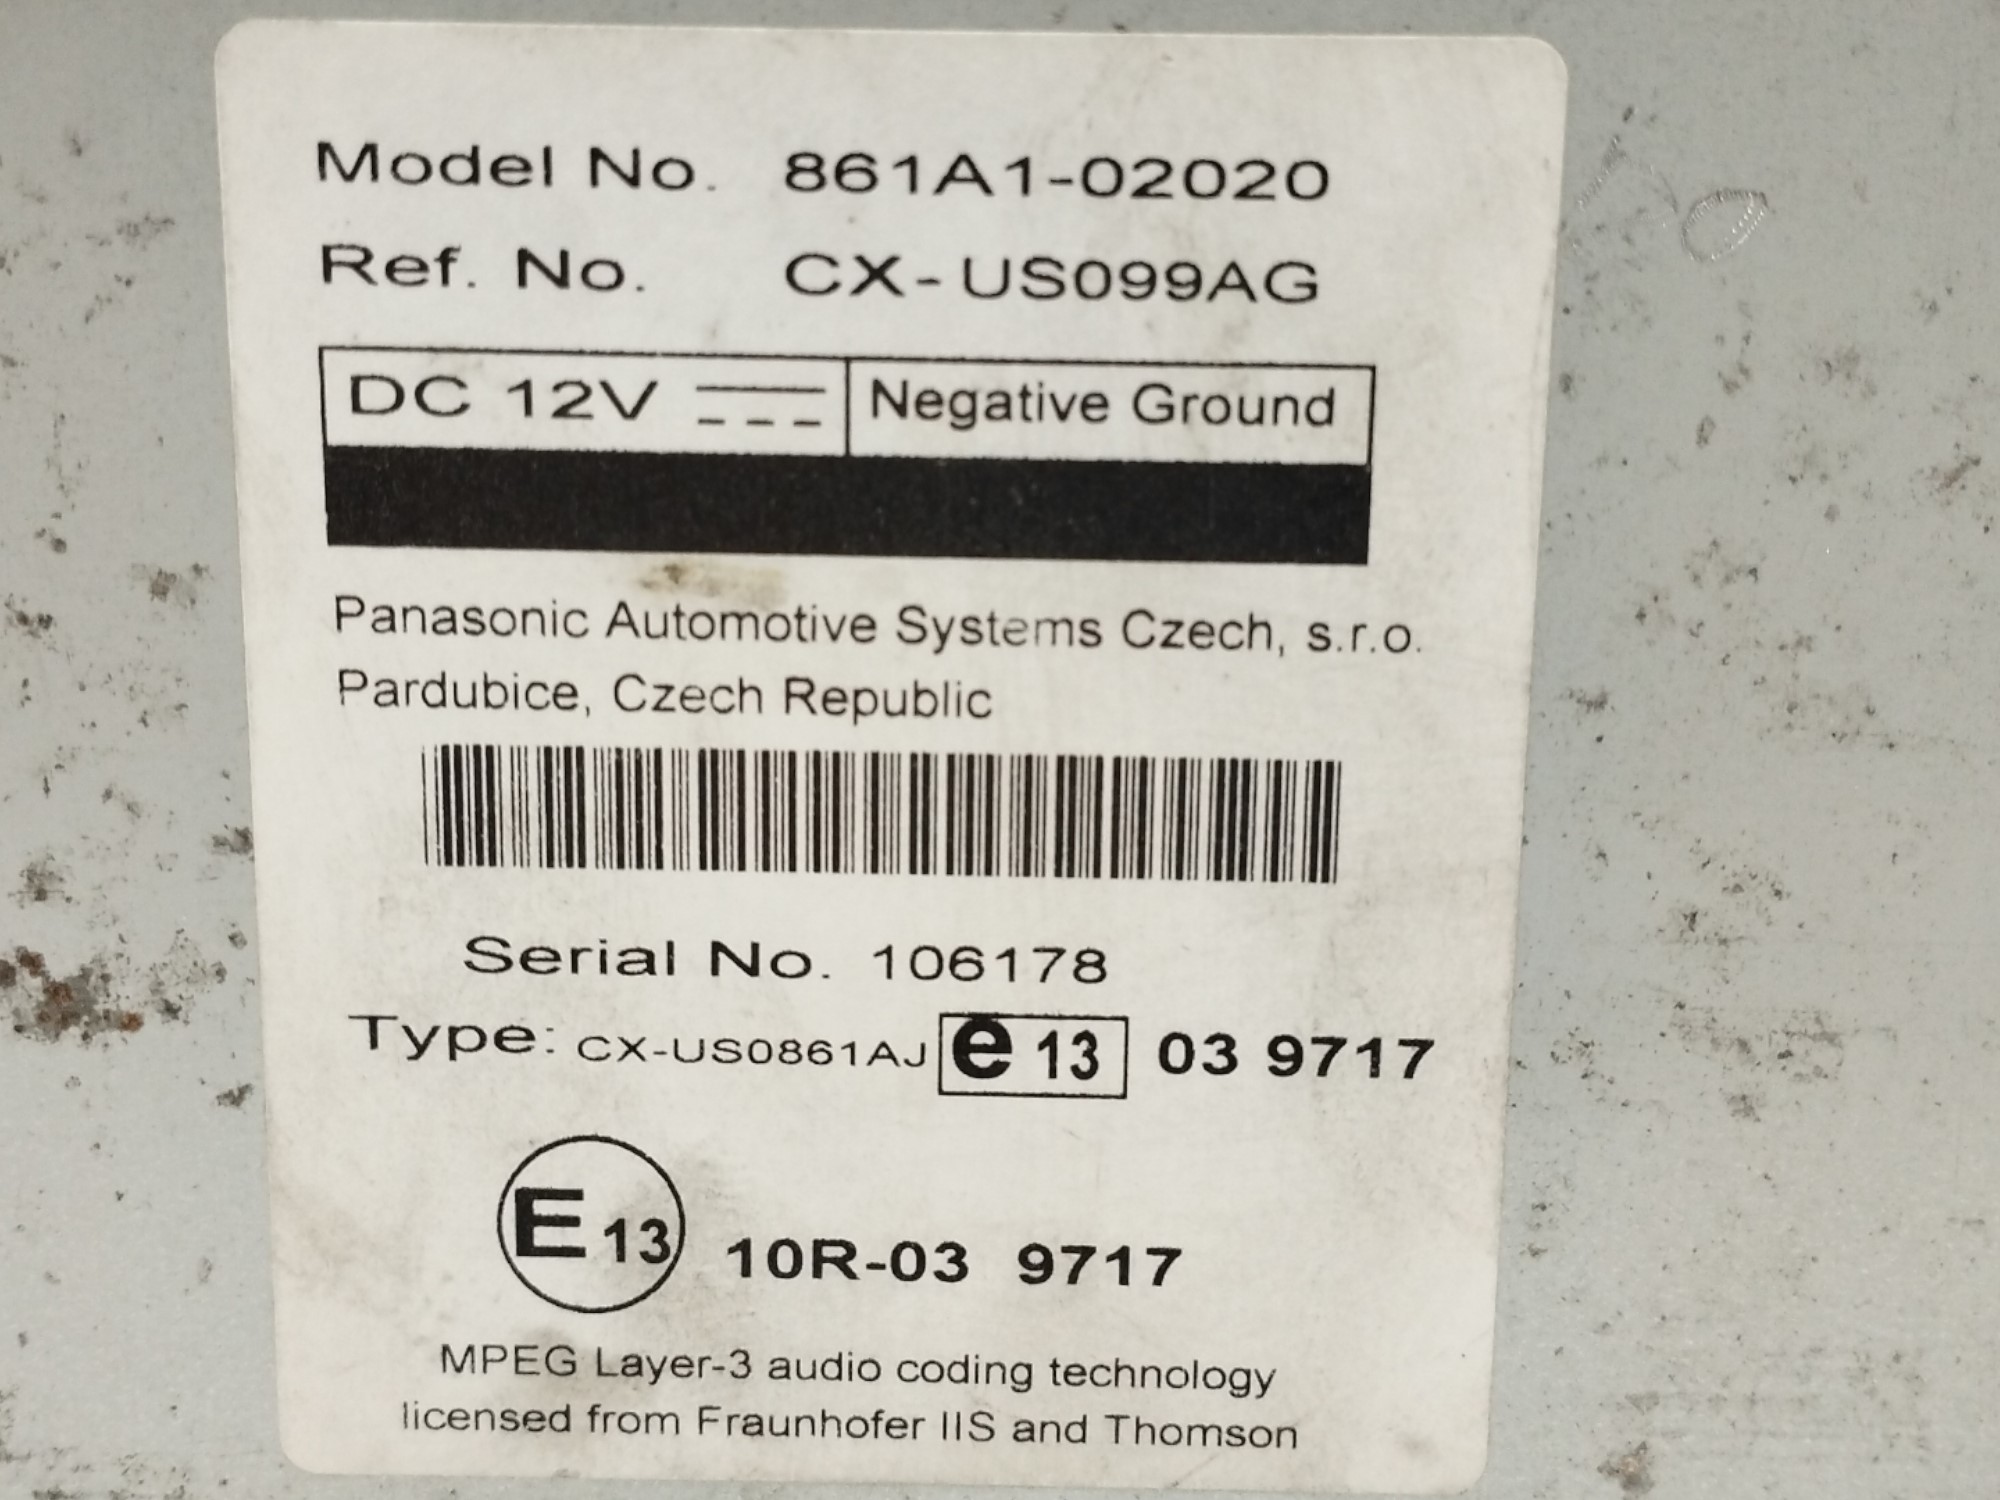 Model No. 861A1-02020
Ref. No. CX-US099AG
DC 12V Negative Ground
Panasonic Automotive Systems Czech, s.r.o.
Pardubice, Czech Republic
Serial No. 106178
Type: CX-US0861AJ e 13 03 9717
E 13 10R-03 9717
MPEG Layer-3 audio coding technology
licensed from Fraunhofer IIS and Thomson